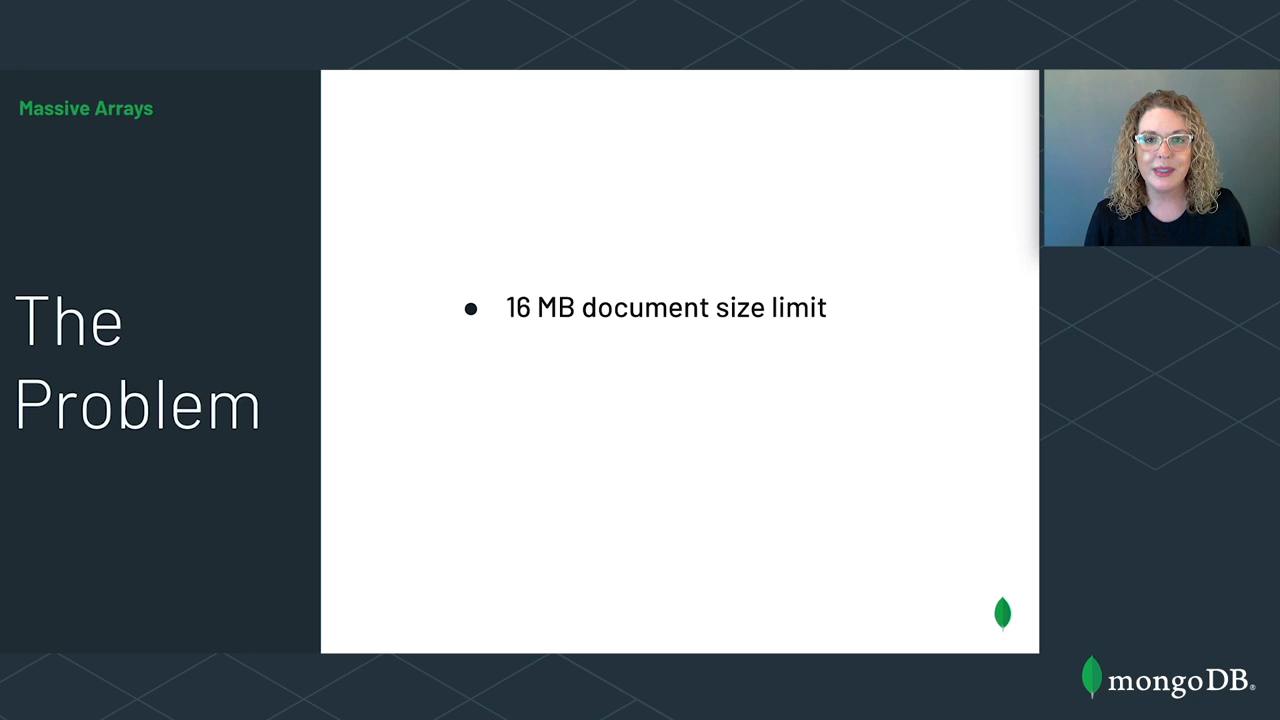 Massive Arrays
The
Problem
● 16 MB document size limit
mongoDB®